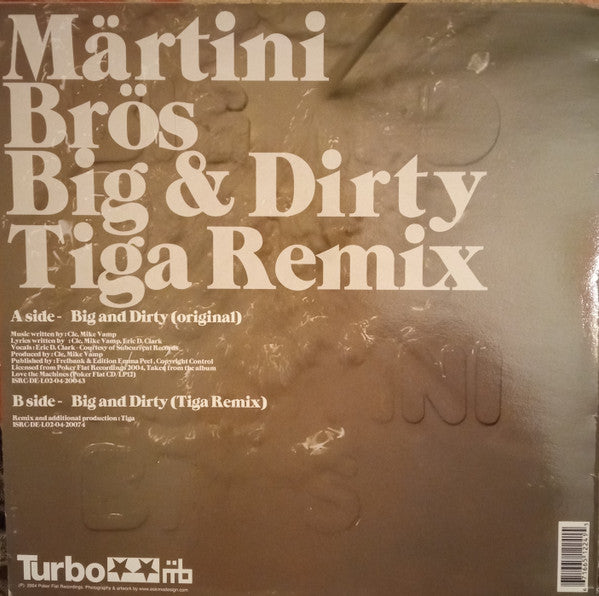 Märtini
Brös
Big & Dirty
Tiga Remix
A side - Big and Dirty (original)
Music written by : Cle, Mike Vamp
Lyrics written by : Cle, Mike Vamp, Eric D. Clark
Vocals : Eric D. Clark - Courtesy of Subcurrent Records
Produced by : Cle, Mike Vamp
Published by : Freibank & Edition Emma Peel, Copyright Control
Licensed from Poker Flat Recordings 2004, Taken from the album
Love the Machines (Poker Flat CD/LP12)
ISRC-DE-L02-04-20043
B side - Big and Dirty (Tiga Remix)
Remix and additional production : Tiga
ISRC-DE-L02-04-20074
INI
Turbo
(P) 2004 Poker Flat Recordings. Photography & artwork by